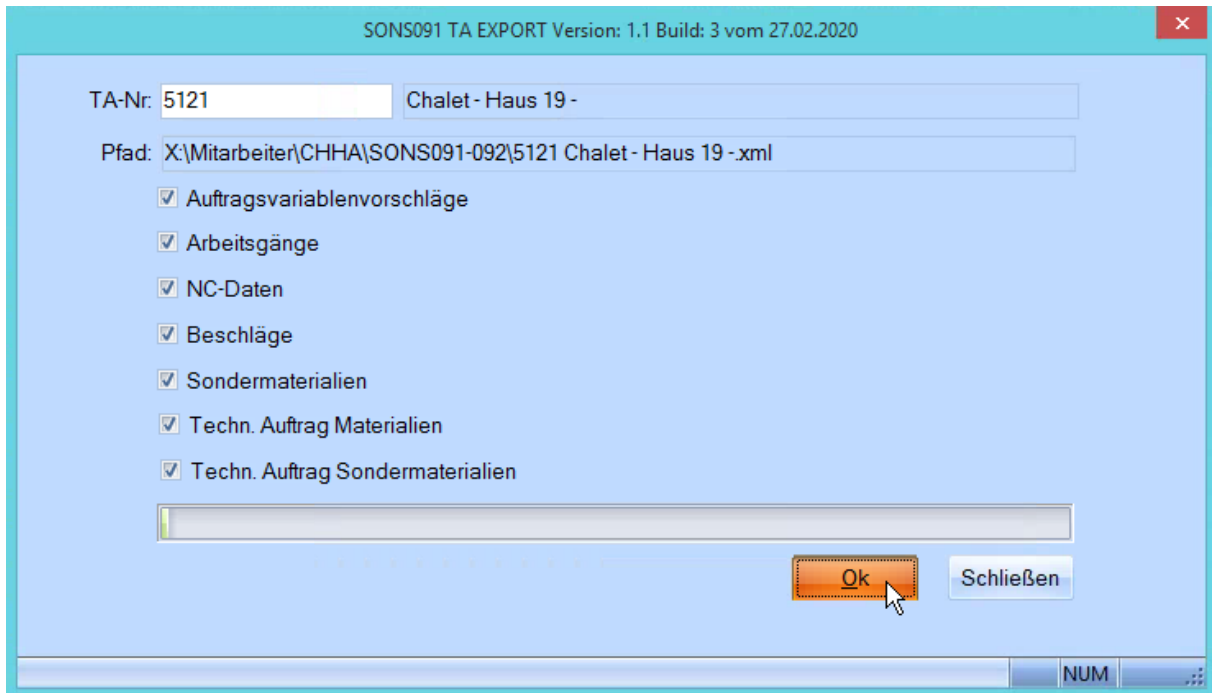 SONS091 TA EXPORT Version: 1.1 Build: 3 vom 27.02.2020
TA-Nr: 5121 Chalet - Haus 19 -
Pfad: X:\Mitarbeiter\CHHA\SONS091-092\5121 Chalet - Haus 19 -.xml
Auftragsvariablenvorschläge
Arbeitsgänge
NC-Daten
Beschläge
Sondermaterialien
Techn. Auftrag Materialien
Techn. Auftrag Sondermaterialien
Ok Schließen
NUM